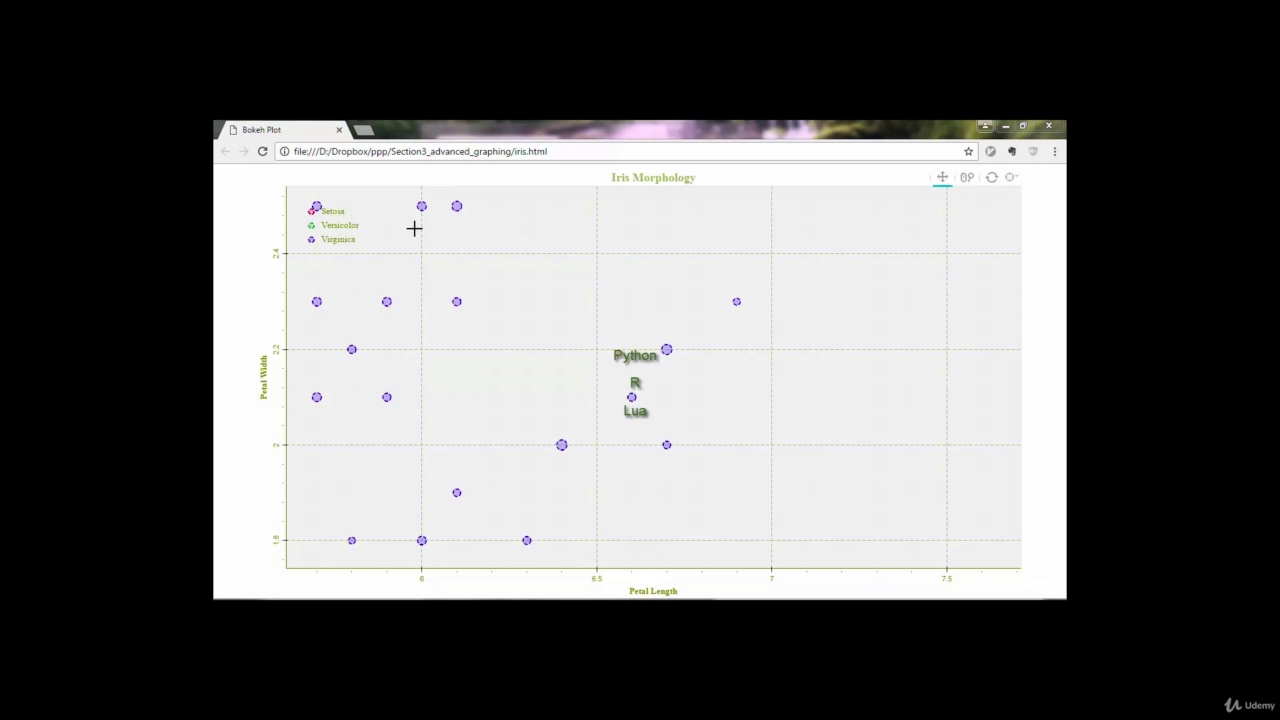 Bokeh Plot
file:///D:/Dropbox/ppp/Section3_advanced_graphing/iris.html
Iris Morphology
Setosa
Versicolor
Virginica
2.4
2.2
2
1.8
Petal Width
Python
R
Lua
6
6.5
7
7.5
Petal Length
Udemy